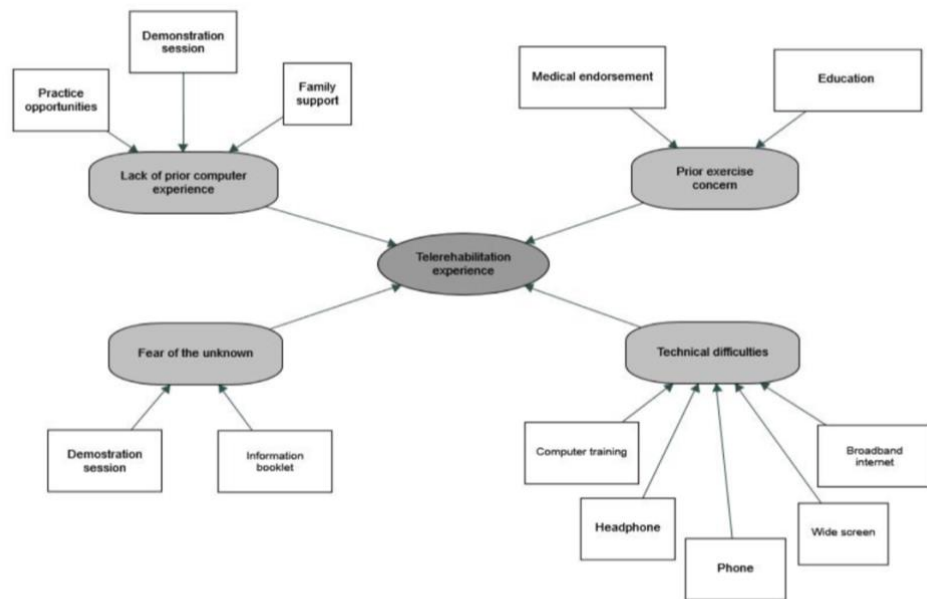 Demonstration
session
Practice
opportunities
Family
support
Lack of prior computer
experience
Medical endorsement
Education
Prior exercise
concern
Telerehabilitation
experience
Fear of the unknown
Demostration
session
Information
booklet
Technical difficulties
Computer training
Headphone
Phone
Wide screen
Broadband
internet